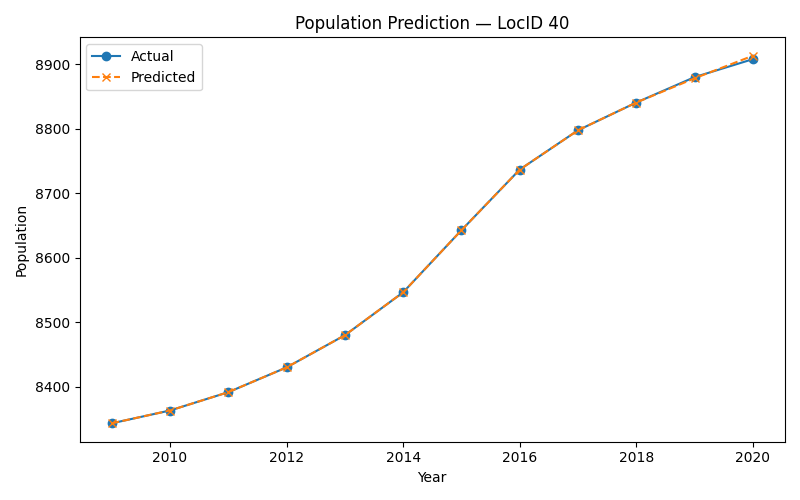 Population Prediction — LocID 40
Actual
Predicted
8900
8800
8700
8600
8500
8400
Population
2010 2012 2014 2016 2018 2020
Year